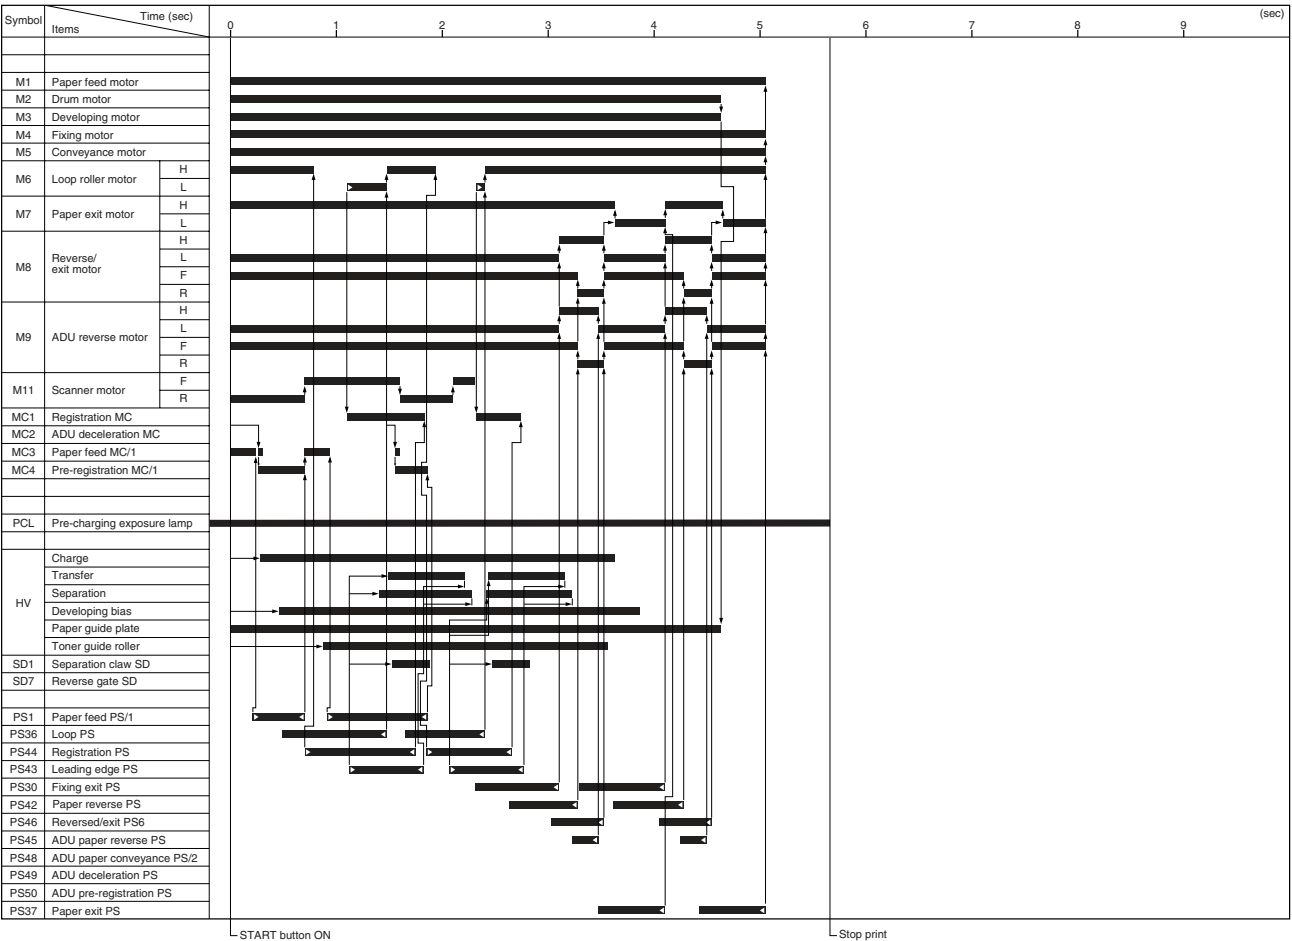 Symbol Time (sec) Items 0 1 2 3 4 5 6 7 8 9 (sec)
M1 Paper feed motor
M2 Drum motor
M3 Developing motor
M4 Fixing motor
M5 Conveyance motor
M6 Loop roller motor H
L
M7 Paper exit motor H
L
M8 Reverse/
exit motor H
L
F
R
M9 ADU reverse motor H
L
F
R
M11 Scanner motor F
R
MC1 Registration MC
MC2 ADU deceleration MC
MC3 Paper feed MC/1
MC4 Pre-registration MC/1
PCL Pre-charging exposure lamp
HV Charge
Transfer
Separation
Developing bias
Paper guide plate
Toner guide roller
SD1 Separation claw SD
SD7 Reverse gate SD
PS1 Paper feed PS/1
PS36 Loop PS
PS44 Registration PS
PS43 Leading edge PS
PS30 Fixing exit PS
PS42 Paper reverse PS
PS46 Reversed/exit PS6
PS45 ADU paper reverse PS
PS48 ADU paper conveyance PS/2
PS49 ADU deceleration PS
PS50 ADU pre-registration PS
PS37 Paper exit PS
START button ON Stop print